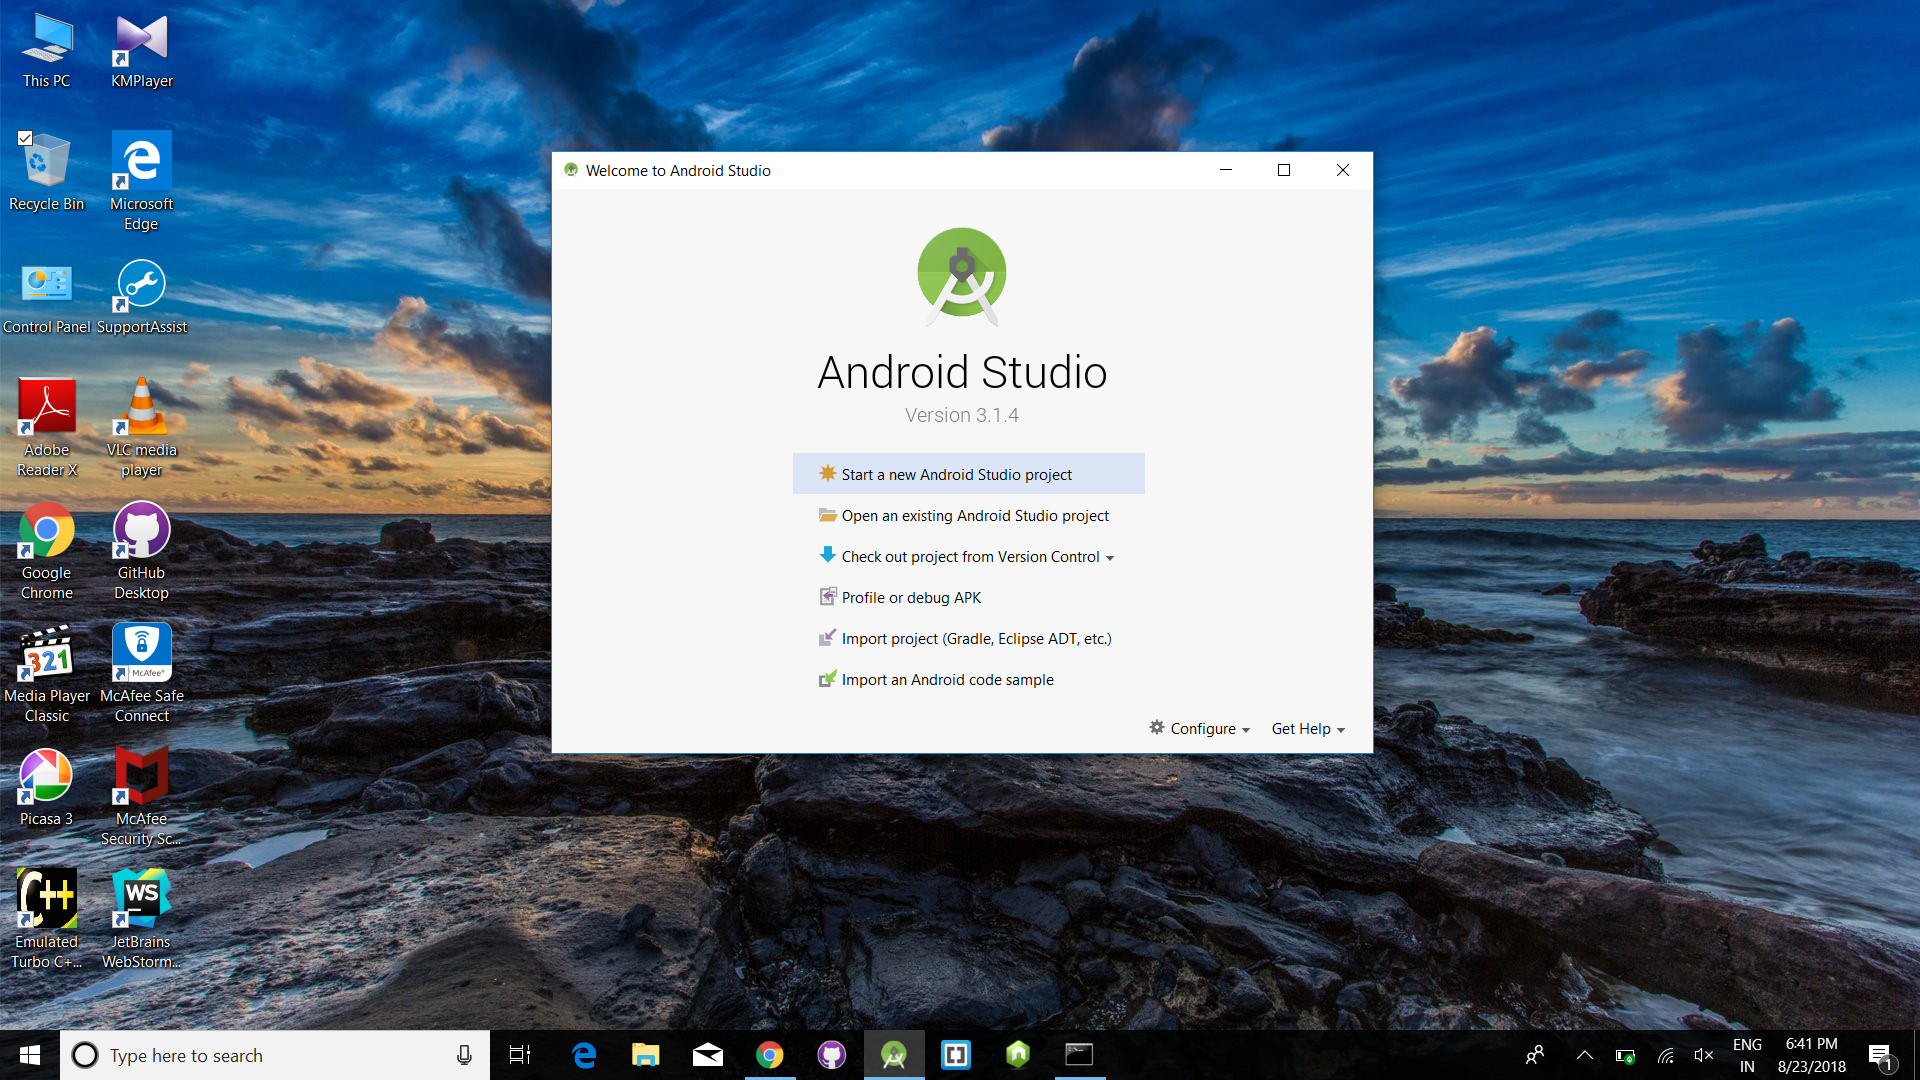 This PC
KMPlayer
Recycle Bin
Microsoft
Edge
Control Panel
SupportAssist
Adobe
Reader X
VLC media
player
Google
Chrome
GitHub
Desktop
321
Media Player
Classic
McAfee®
McAfee Safe
Connect
Picasa 3
McAfee
Security Sc...
C++
Emulated
Turbo C+...
WS
JetBrains
WebStorm...
Welcome to Android Studio
Android Studio
Version 3.1.4
Start a new Android Studio project
Open an existing Android Studio project
Check out project from Version Control
Profile or debug APK
Import project (Gradle, Eclipse ADT, etc.)
Import an Android code sample
Configure
Get Help
Type here to search
ENG
IN
6:41 PM
8/23/2018
1